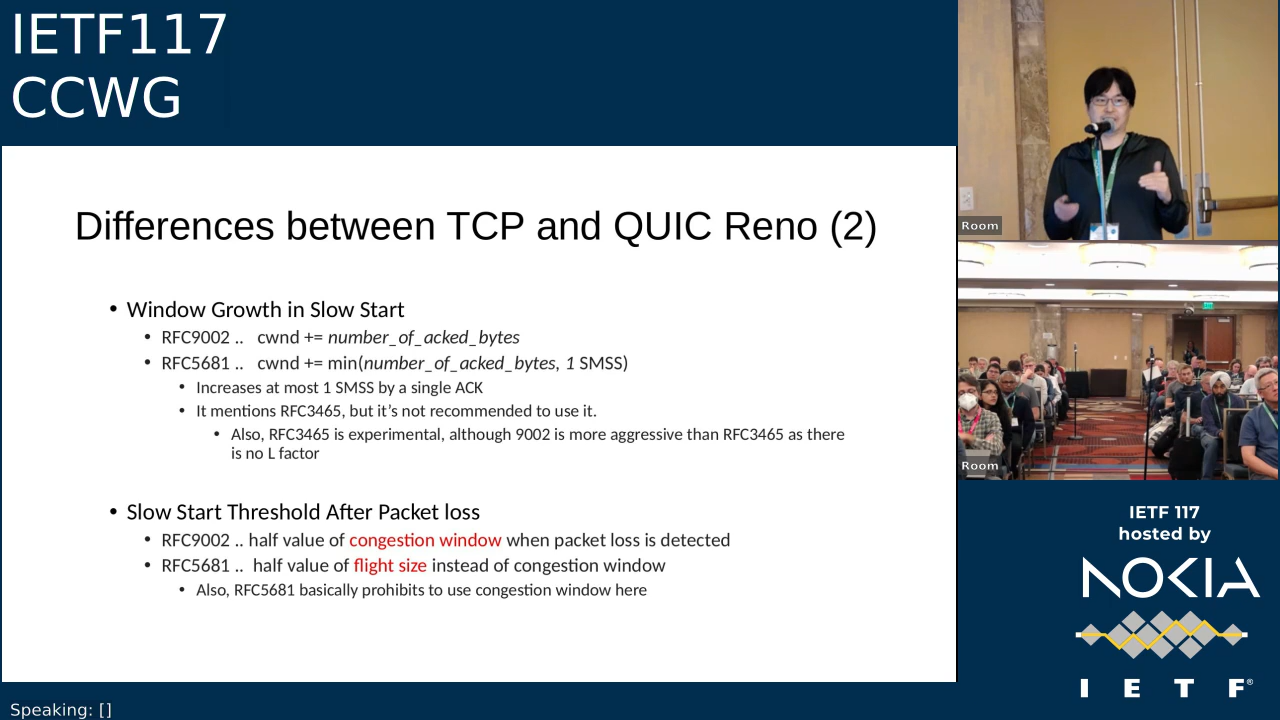 IETF117
CCWG
Differences between TCP and QUIC Reno (2)
• Window Growth in Slow Start
• RFC9002 .. cwnd += number_of_acked_bytes
• RFC5681 .. cwnd += min(number_of_acked_bytes, 1 SMSS)
• Increases at most 1 SMSS by a single ACK
• It mentions RFC3465, but it’s not recommended to use it.
• Also, RFC3465 is experimental, although 9002 is more aggressive than RFC3465 as there
is no L factor
• Slow Start Threshold After Packet loss
• RFC9002 .. half value of congestion window when packet loss is detected
• RFC5681 .. half value of flight size instead of congestion window
• Also, RFC5681 basically prohibits to use congestion window here
Speaking: []
Room
Room
IETF 117
hosted by
NOKIA
I E T F®